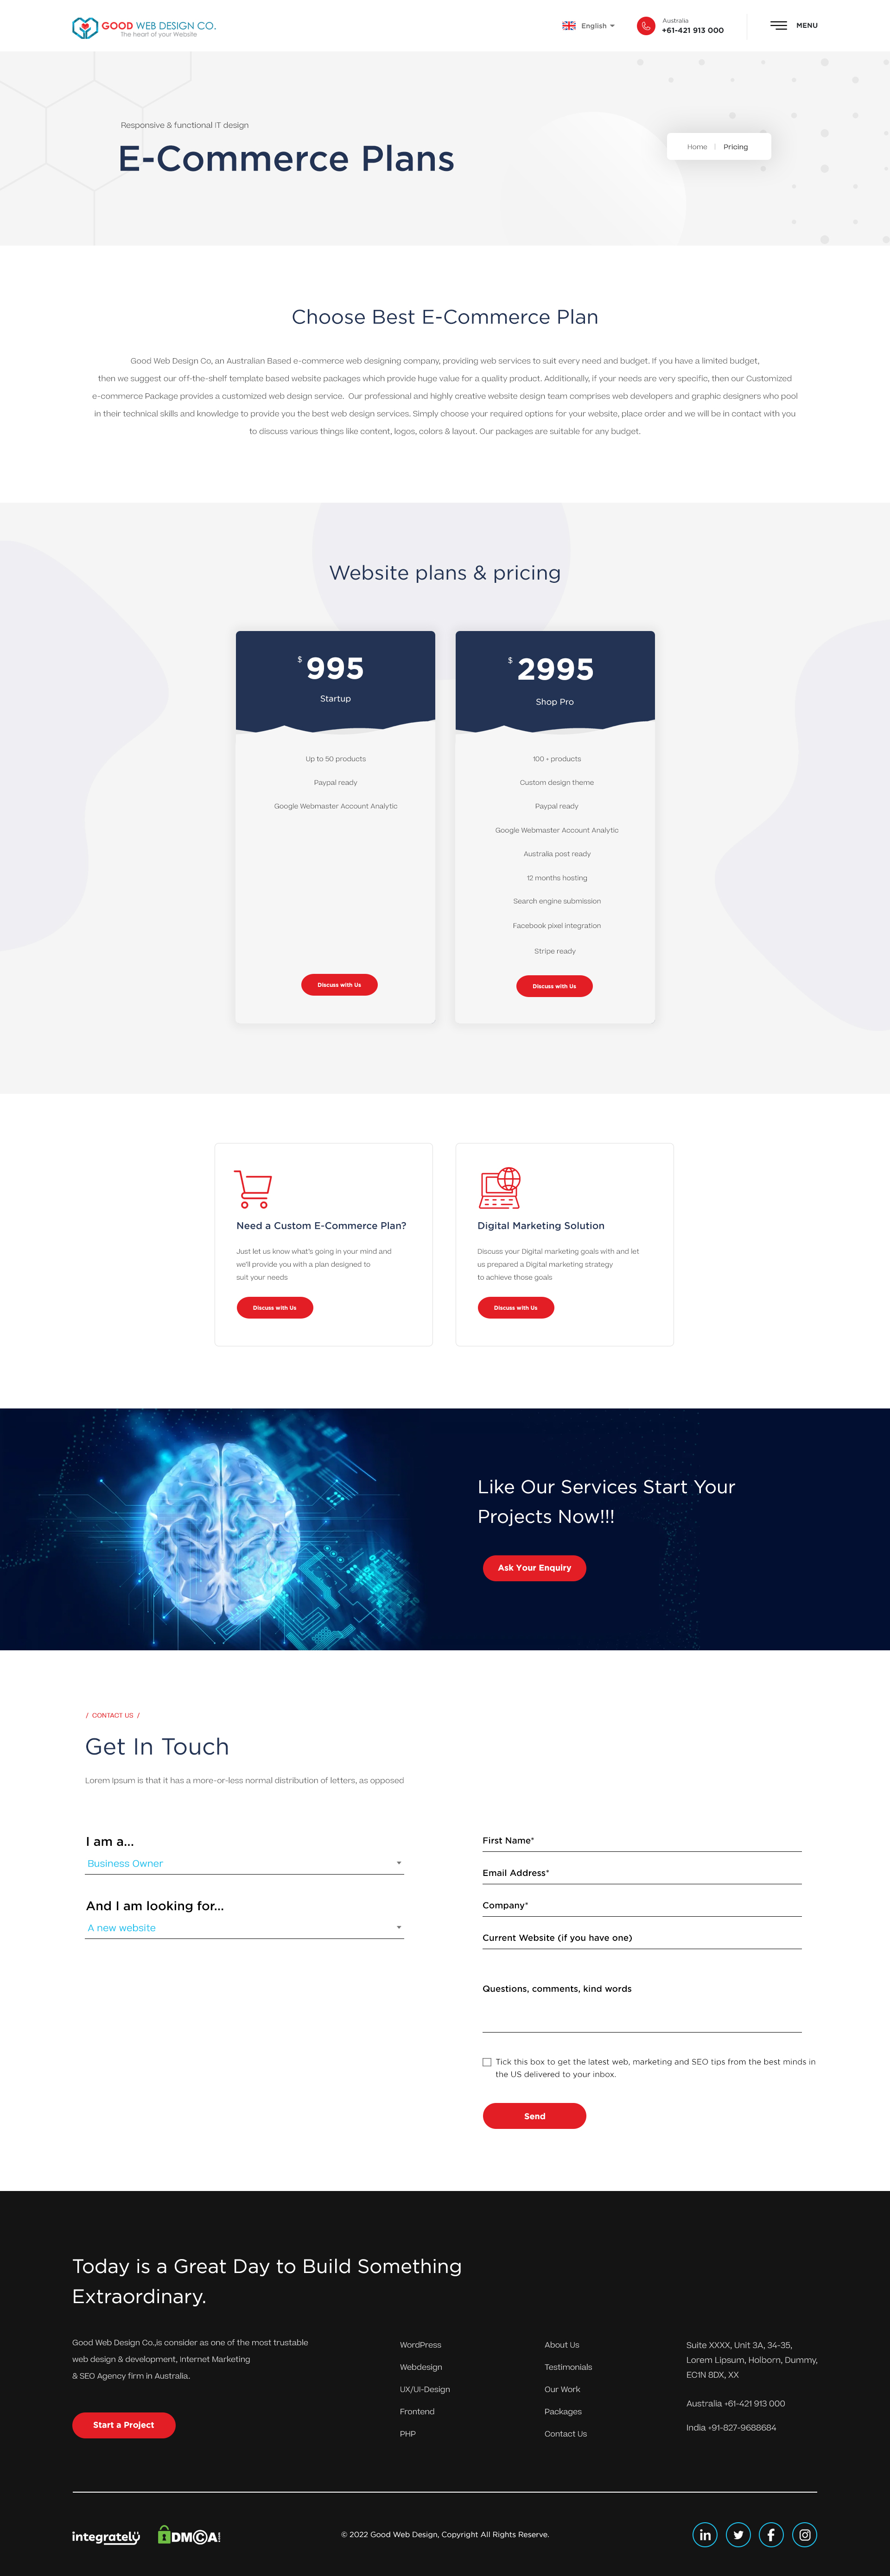 GOOD WEB DESIGN CO.
The heart of your Website
English
Australia
+61-421 913 000
MENU
Responsive & functional IT design
E-Commerce Plans
Home | Pricing
Choose Best E-Commerce Plan
Good Web Design Co, an Australian Based e-commerce web designing company, providing web services to suit every need and budget. If you have a limited budget,
then we suggest our off-the-shelf template based website packages which provide huge value for a quality product. Additionally, if your needs are very specific, then our Customized
e-commerce Package provides a customized web design service. Our professional and highly creative website design team comprises web developers and graphic designers who pool
in their technical skills and knowledge to provide you the best web design services. Simply choose your required options for your website, place order and we will be in contact with you
to discuss various things like content, logos, colors & layout. Our packages are suitable for any budget.
Website plans & pricing
$ 995
Startup
Up to 50 products
Paypal ready
Google Webmaster Account Analytic
Discuss with Us
$ 2995
Shop Pro
100 + products
Custom design theme
Paypal ready
Google Webmaster Account Analytic
Australia post ready
12 months hosting
Search engine submission
Facebook pixel integration
Stripe ready
Discuss with Us
Need a Custom E-Commerce Plan?
Just let us know what's going in your mind and
we'll provide you with a plan designed to
suit your needs
Discuss with Us
Digital Marketing Solution
Discuss your Digital marketing goals with and let
us prepared a Digital marketing strategy
to achieve those goals
Discuss with Us
Like Our Services Start Your
Projects Now!!!
Ask Your Enquiry
/ CONTACT US /
Get In Touch
Lorem Ipsum is that it has a more-or-less normal distribution of letters, as opposed
I am a...
Business Owner
And I am looking for...
A new website
First Name*
Email Address*
Company*
Current Website (if you have one)
Questions, comments, kind words
Tick this box to get the latest web, marketing and SEO tips from the best minds in
the US delivered to your inbox.
Send
Today is a Great Day to Build Something
Extraordinary.
Good Web Design Co.,is consider as one of the most trustable
web design & development, Internet Marketing
& SEO Agency firm in Australia.
Start a Project
WordPress
Webdesign
UX/UI-Design
Frontend
PHP
About Us
Testimonials
Our Work
Packages
Contact Us
Suite XXXX, Unit 3A, 34-35,
Lorem Lipsum, Holborn, Dummy,
EC1N 8DX, XX
Australia +61-421 913 000
India +91-827-9688684
integrately
DMCA
© 2022 Good Web Design, Copyright All Rights Reserve.
in
f